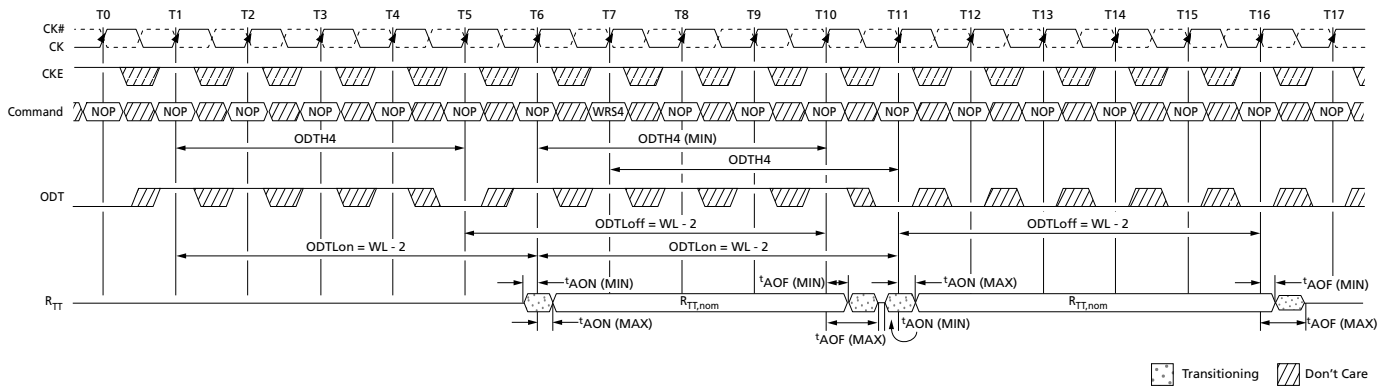 T0 T1 T2 T3 T4 T5 T6 T7 T8 T9 T10 T11 T12 T13 T14 T15 T16 T17
CK#
CK
CKE
Command NOP NOP NOP NOP NOP NOP NOP WRS4 NOP NOP NOP NOP NOP NOP NOP NOP NOP NOP
ODTH4 ODTH4 (MIN)
ODTH4
ODT
ODTLoff = WL - 2 ODTLoff = WL - 2
ODTLon = WL - 2 ODTLon = WL - 2
tAON (MIN) tAOF (MIN) tAON (MAX) tAOF (MIN)
RTT RTT,nom RTT,nom
tAON (MAX) tAOF (MAX) tAON (MIN) tAOF (MAX)
Transitioning Don't Care